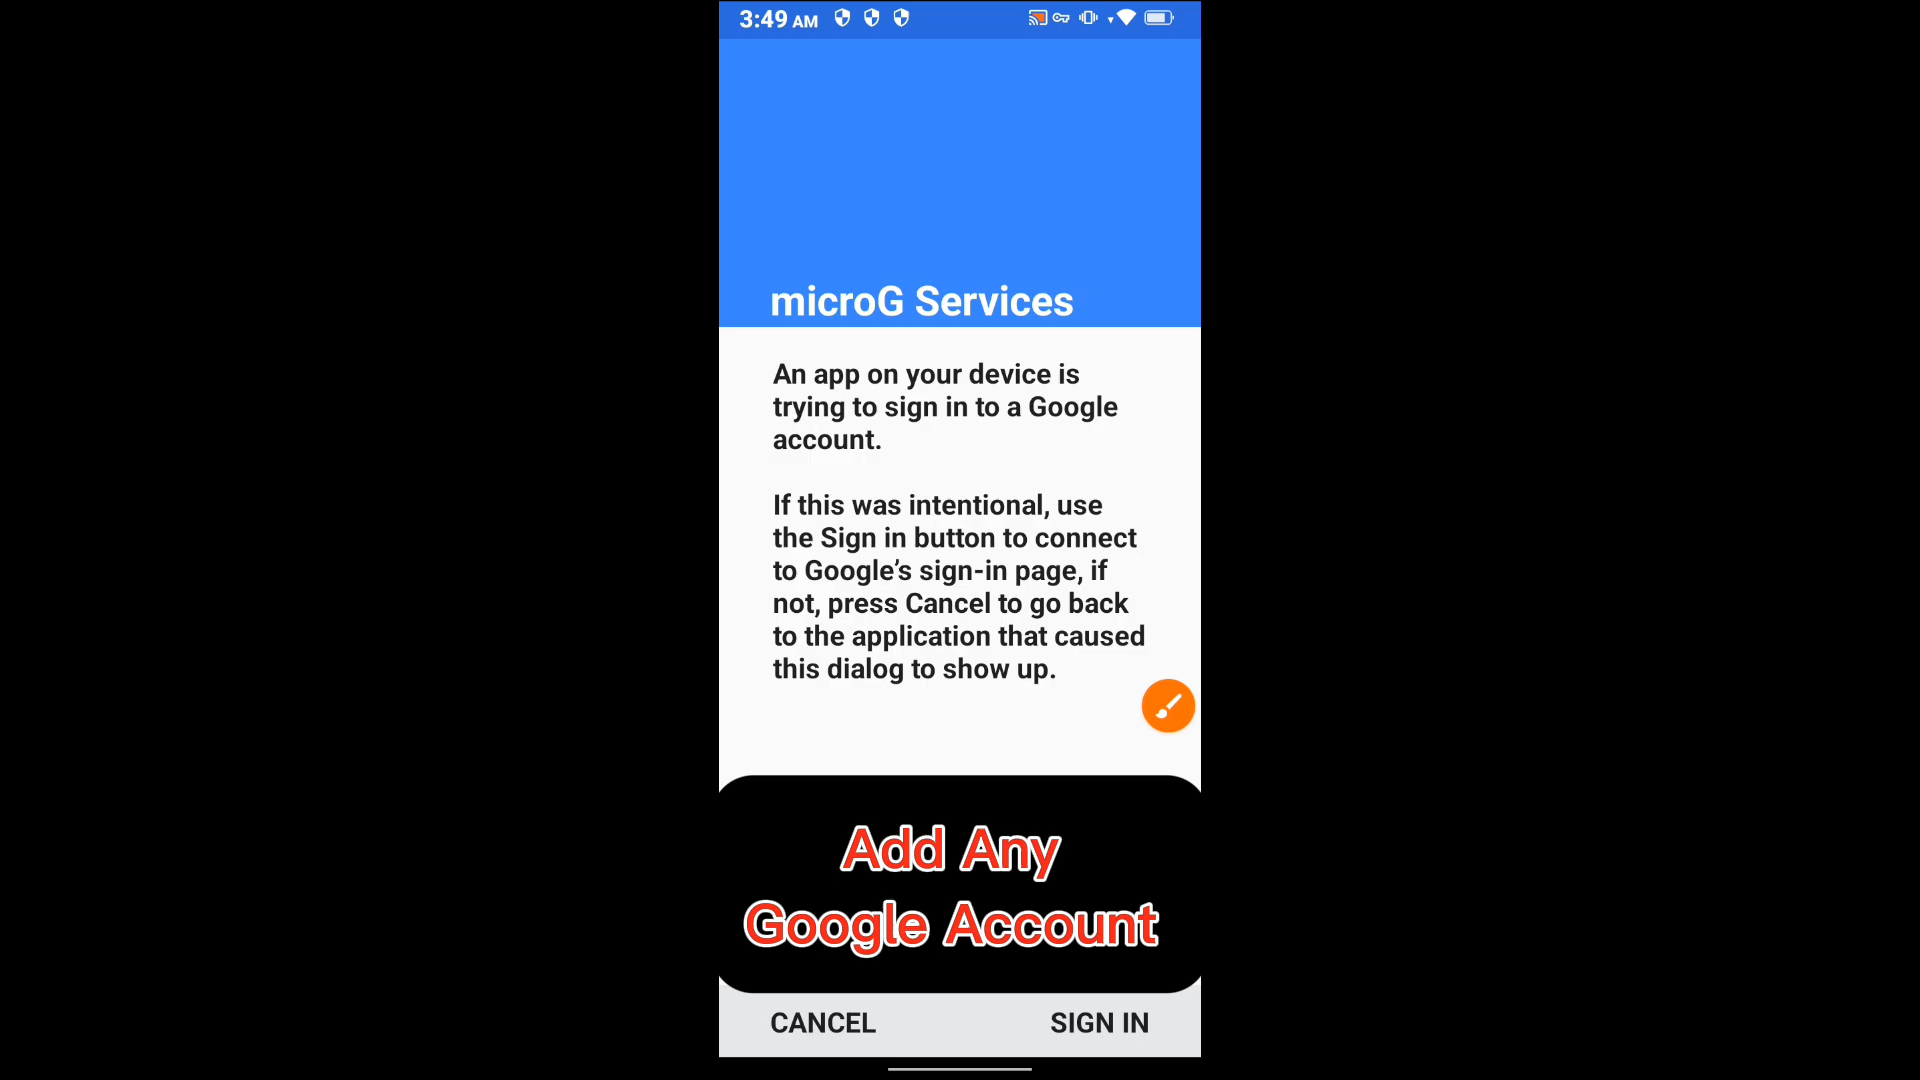 3:49 AM
microG Services
An app on your device is
trying to sign in to a Google
account.
If this was intentional, use
the Sign in button to connect
to Google’s sign-in page, if
not, press Cancel to go back
to the application that caused
this dialog to show up.
Add Any
Google Account
CANCEL SIGN IN